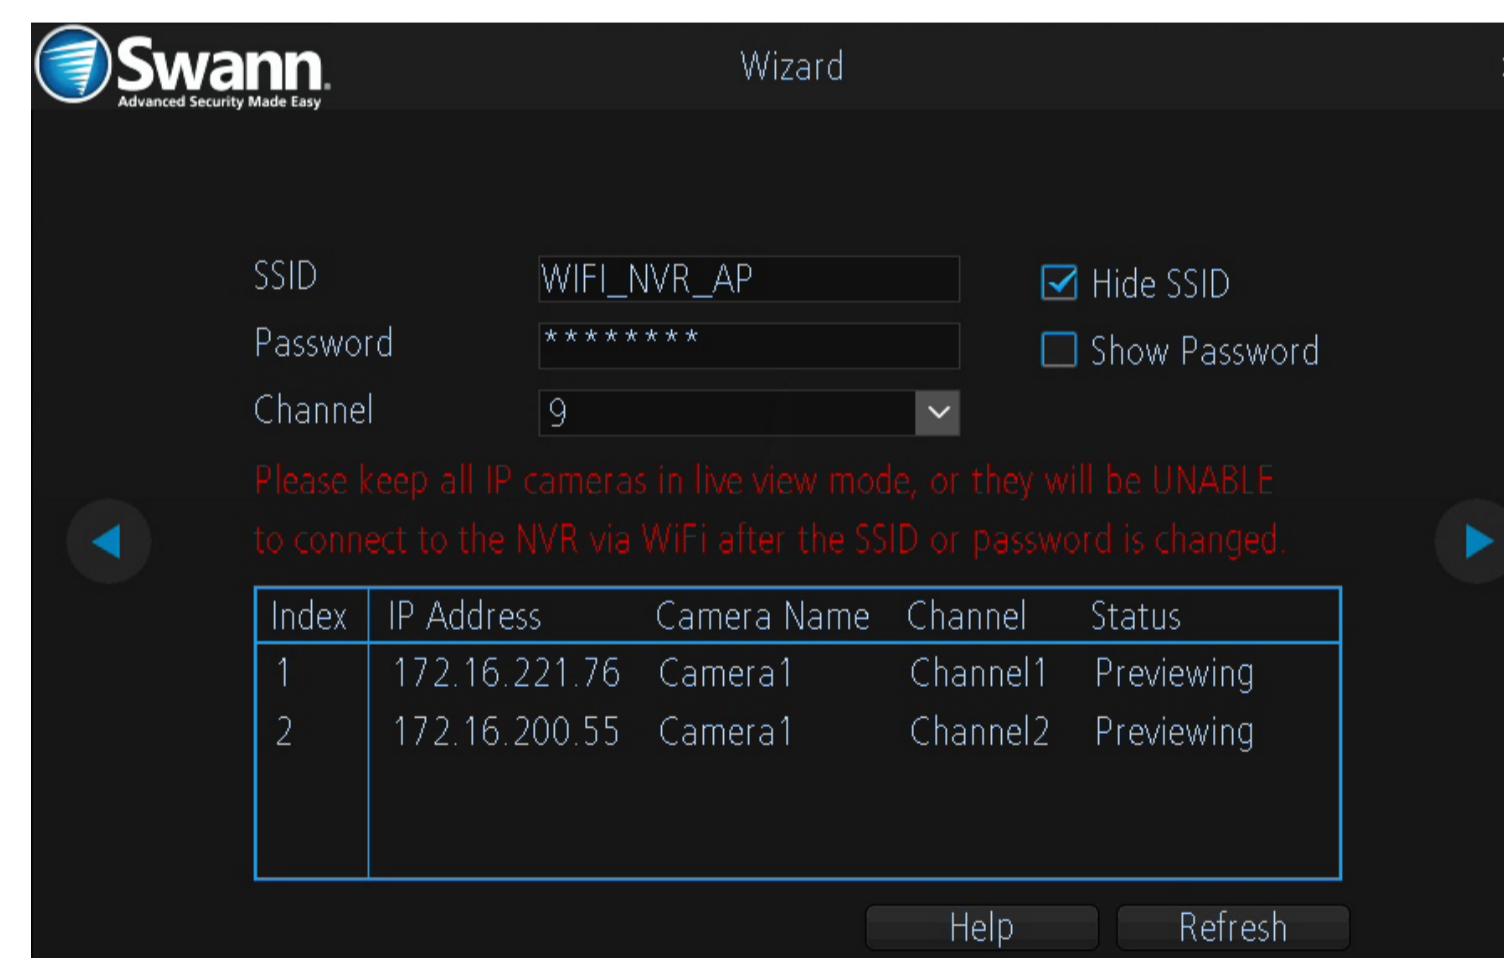 Swann
Advanced Security Made Easy
Wizard
SSID WIFI_NVR_AP Hide SSID
Password ******** Show Password
Channel 9
Please keep all IP cameras in live view mode, or they will be UNABLE
to connect to the NVR via WiFi after the SSID or password is changed.
Index IP Address Camera Name Channel Status
1 172.16.221.76 Camera1 Channel1 Previewing
2 172.16.200.55 Camera1 Channel2 Previewing
Help Refresh